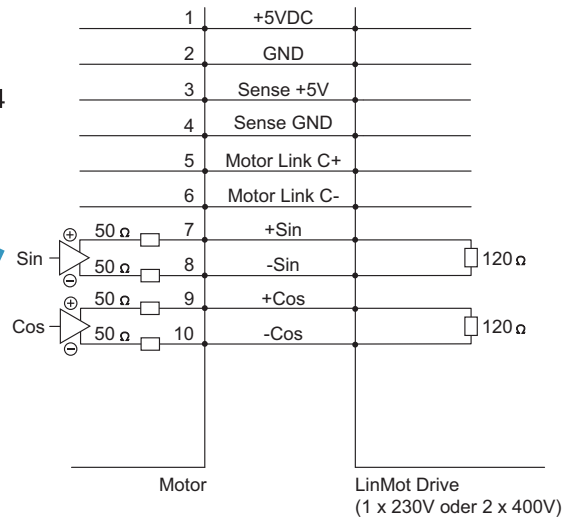 1 +5VDC
2 GND
3 Sense +5V
4
4 Sense GND
5 Motor Link C+
6 Motor Link C-
50 Ω 7 +Sin
Sin 120 Ω
50 Ω 8 -Sin
50 Ω 9 +Cos
Cos 120 Ω
50 Ω 10 -Cos
Motor LinMot Drive
(1 x 230V oder 2 x 400V)